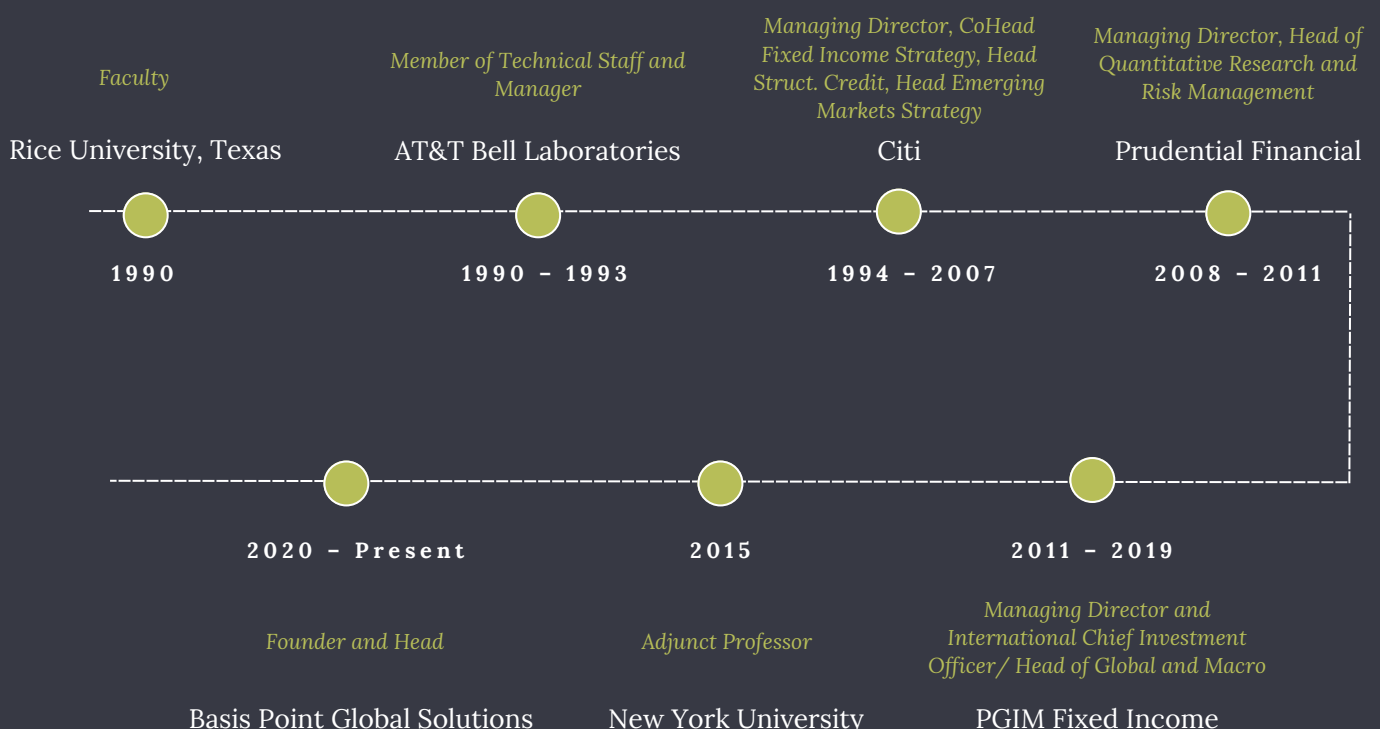 Faculty
Rice University, Texas
1990
Member of Technical Staff and
Manager
AT&T Bell Laboratories
1990 – 1993
Managing Director, CoHead
Fixed Income Strategy, Head
Struct. Credit, Head Emerging
Markets Strategy
Citi
1994 – 2007
Managing Director, Head of
Quantitative Research and
Risk Management
Prudential Financial
2008 – 2011
2011 – 2019
Managing Director and
International Chief Investment
Officer/ Head of Global and Macro
PGIM Fixed Income
2015
Adjunct Professor
New York University
2020 – Present
Founder and Head
Basis Point Global Solutions